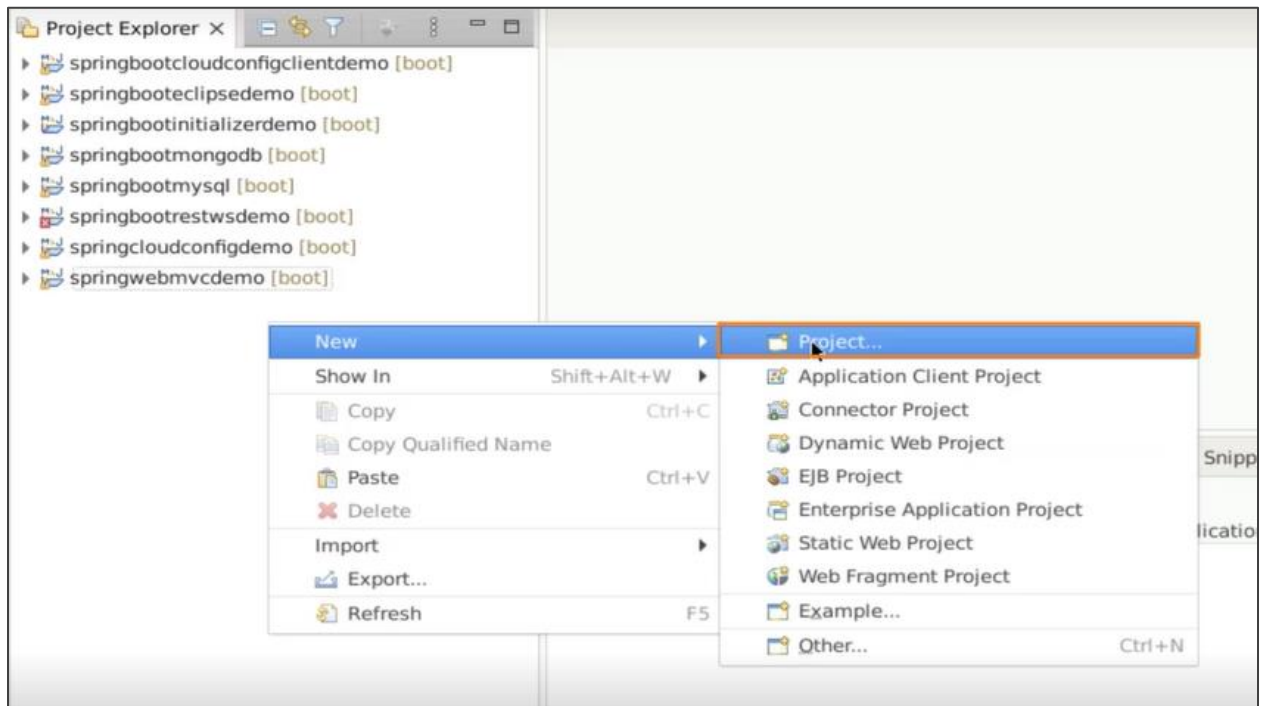 Project Explorer
springbootcloudconfigclientdemo [boot]
springbooteclipsedemo [boot]
springbootinitializerdemo [boot]
springbootmongodb [boot]
springbootmysql [boot]
springbootrestwsdemo [boot]
springcloudconfigdemo [boot]
springwebmvcdemo [boot]
New
Show In Shift+Alt+W
Copy Ctrl+C
Copy Qualified Name
Paste Ctrl+V
Delete
Import
Export...
Refresh F5
Project...
Application Client Project
Connector Project
Dynamic Web Project
EJB Project
Enterprise Application Project
Static Web Project
Web Fragment Project
Example...
Other... Ctrl+N
Snipp
licatio